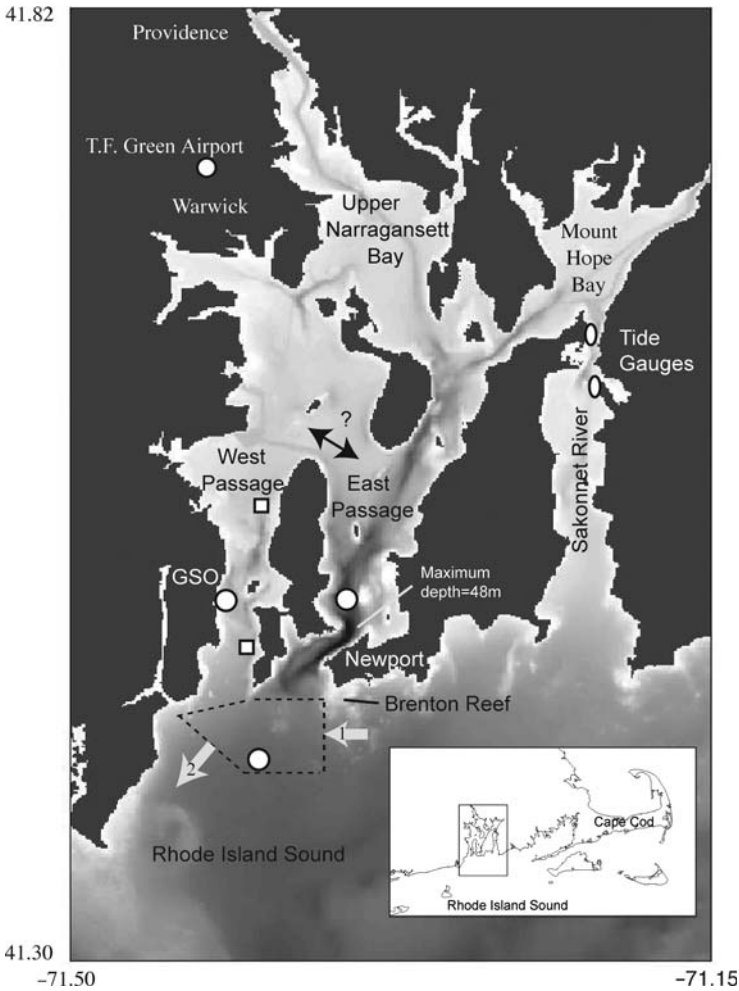 41.82
Providence
T.F. Green Airport
Warwick
Upper
Narragansett
Bay
Mount
Hope
Bay
Tide
Gauges
?
West
Passage
East
Passage
Sakonnet River
GSO
Maximum
depth=48m
Newport
Brenton Reef
1
2
Rhode Island Sound
Cape Cod
Rhode Island Sound
41.30
−71.50
−71.15